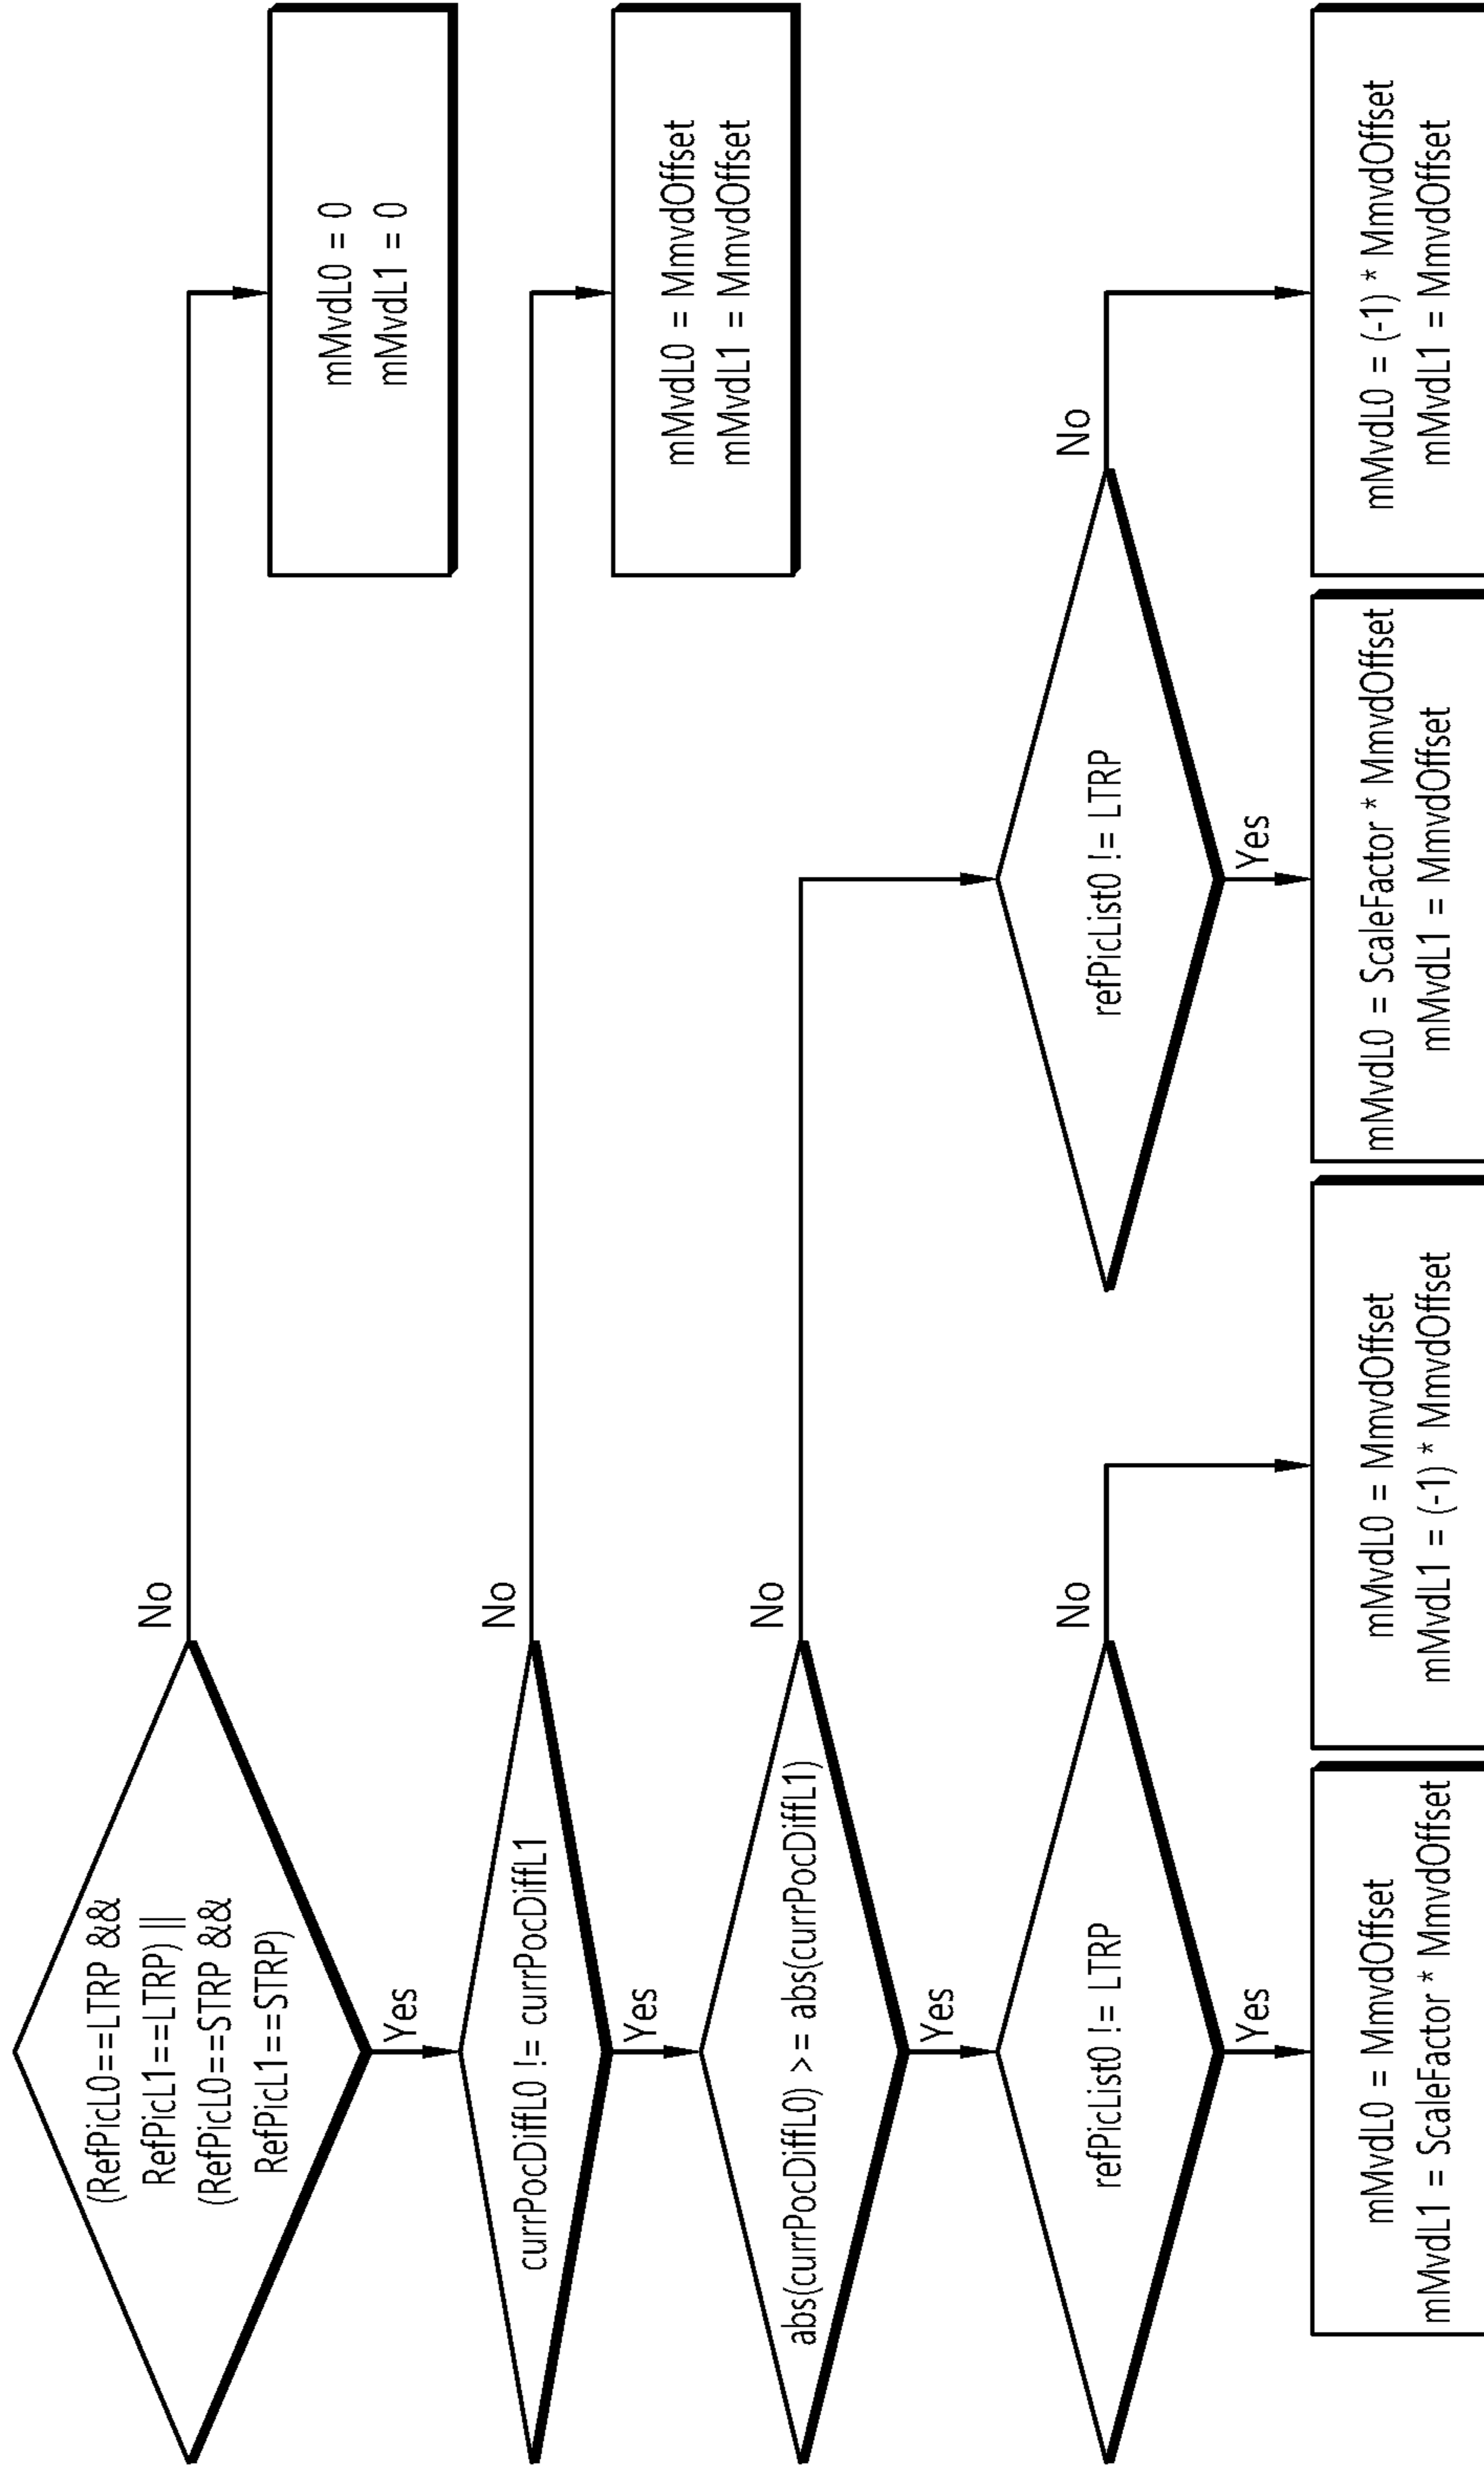 (RefPicL0==LTRP &&
RefPicL1==LTRP) ||
(RefPicL0==STRP &&
RefPicL1==STRP)
No
mMvdL0 = 0
mMvdL1 = 0
Yes
currPocDiffL0 != currPocDiffL1
No
mMvdL0 = MmvdOffset
mMvdL1 = MmvdOffset
Yes
abs(currPocDiffL0) >= abs(currPocDiffL1)
No
Yes
refPicList0 != LTRP
No
refPicList0 != LTRP
No
Yes
Yes
mMvdL0 = MmvdOffset
mMvdL1 = ScaleFactor * MmvdOffset
mMvdL0 = MmvdOffset
mMvdL1 = (-1) * MmvdOffset
mMvdL0 = ScaleFactor * MmvdOffset
mMvdL1 = MmvdOffset
mMvdL0 = (-1) * MmvdOffset
mMvdL1 = MmvdOffset